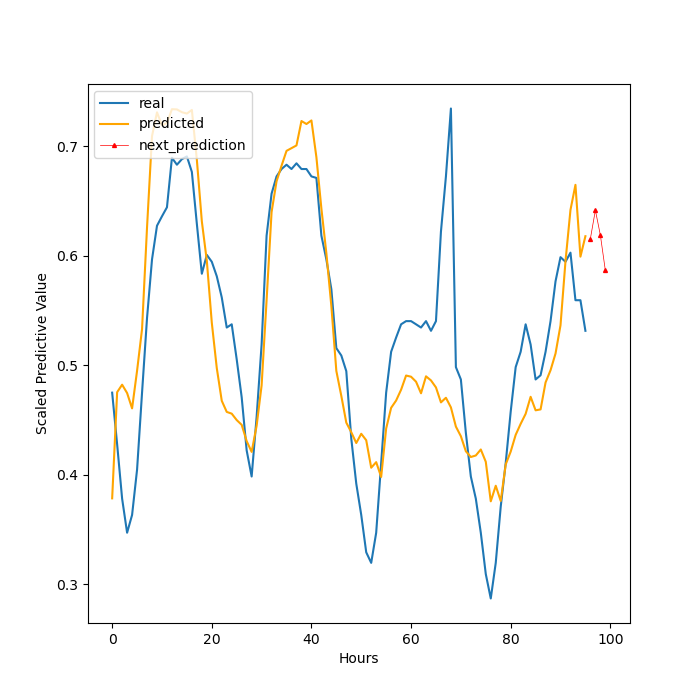 real
predicted
next_prediction
0.7
0.6
0.5
0.4
0.3
Scaled Predictive Value
0 20 40 60 80 100
Hours